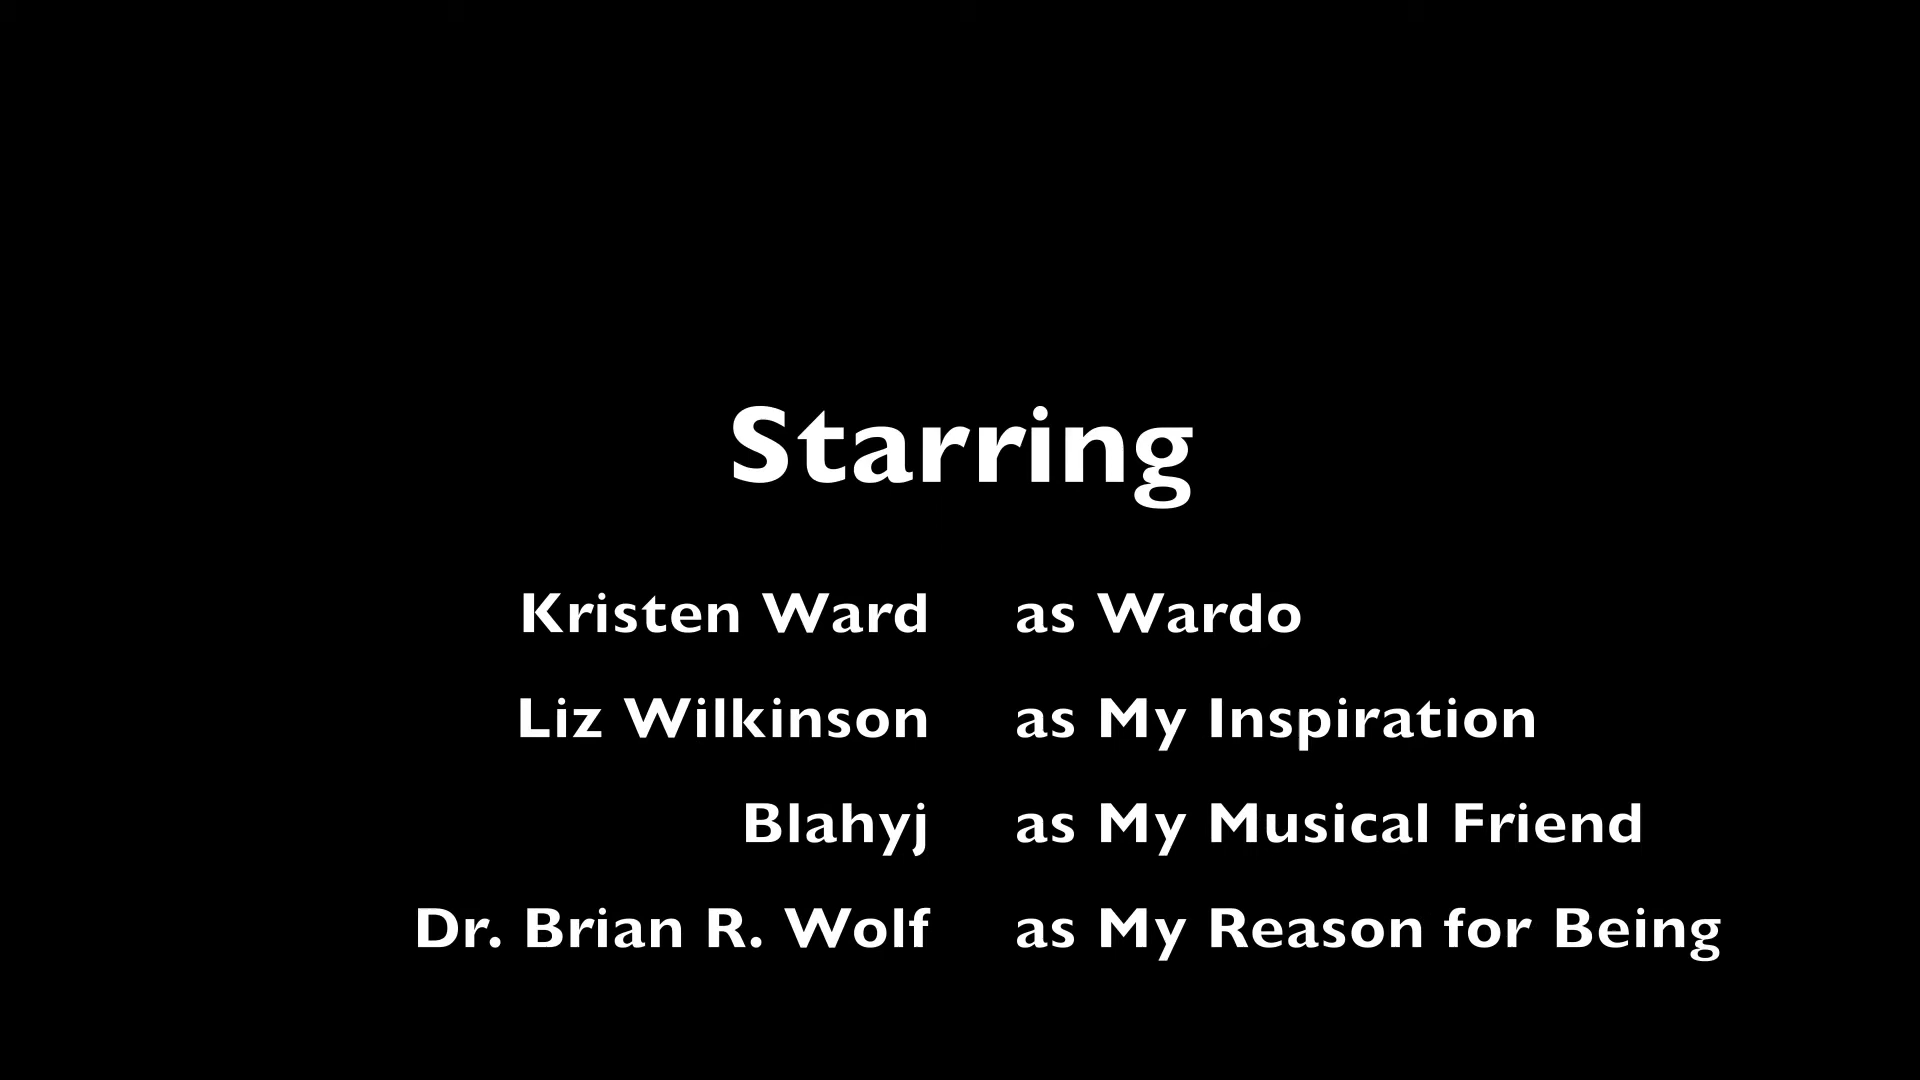 Starring
Kristen Ward as Wardo
Liz Wilkinson as My Inspiration
Blahyj as My Musical Friend
Dr. Brian R. Wolf as My Reason for Being